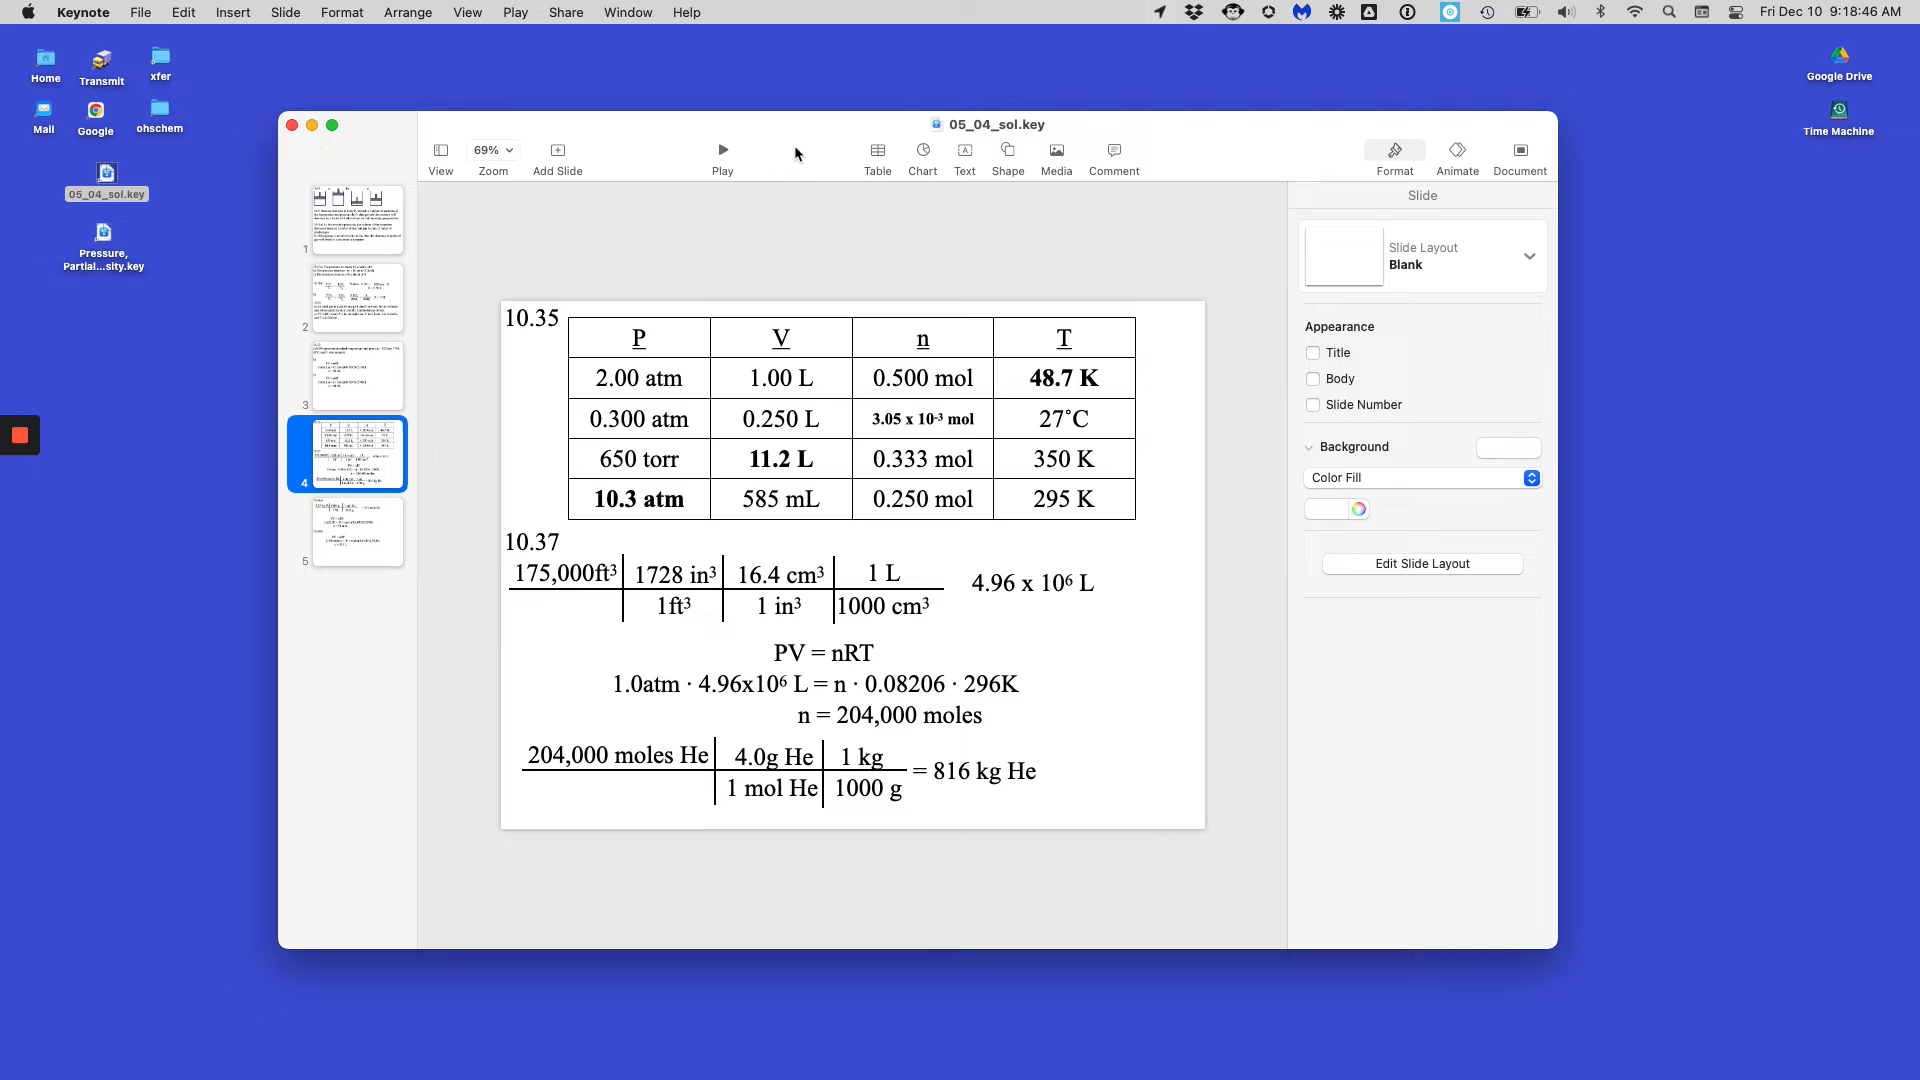 Keynote File Edit Insert Slide Format Arrange View Play Share Window Help Fri Dec 10 9:18:46 AM
Home Transmit xfer
Mail Google ohschem
05_04_sol.key
Pressure,
Partial...sity.key
Google Drive
Time Machine
05_04_sol.key
69%
View Zoom Add Slide Play Table Chart Text Shape Media Comment Format Animate Document
1
2
3
4
5
10.35
P V n T
2.00 atm 1.00 L 0.500 mol 48.7 K
0.300 atm 0.250 L 3.05 x 10⁻³ mol 27˚C
650 torr 11.2 L 0.333 mol 350 K
10.3 atm 585 mL 0.250 mol 295 K
10.37
175,000ft³ 1728 in³ 16.4 cm³ 1 L 4.96 x 10⁶ L
1ft³ 1 in³ 1000 cm³
PV = nRT
1.0atm · 4.96x10⁶ L = n · 0.08206 · 296K
n = 204,000 moles
204,000 moles He 4.0g He 1 kg = 816 kg He
1 mol He 1000 g
Slide
Slide Layout
Blank
Appearance
Title
Body
Slide Number
Background
Color Fill
Edit Slide Layout